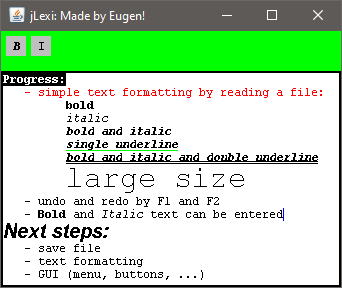 jLexi: Made by Eugen!
B I
Progress:
- simple text formatting by reading a file:
bold
italic
bold and italic
single underline
bold and italic and double underline
large size
- undo and redo by F1 and F2
- Bold and Italic text can be entered
Next steps:
- save file
- text formatting
- GUI (menu, buttons, ...)